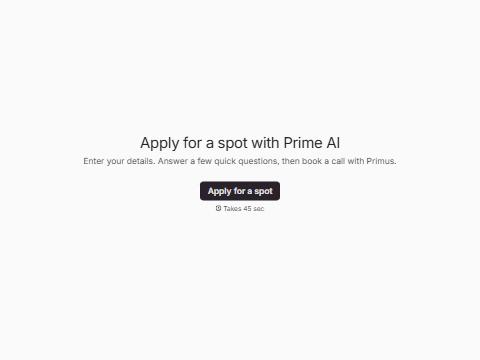 Apply for a spot with Prime AI
Enter your details. Answer a few quick questions, then book a call with Primus.
Apply for a spot
Takes 45 sec